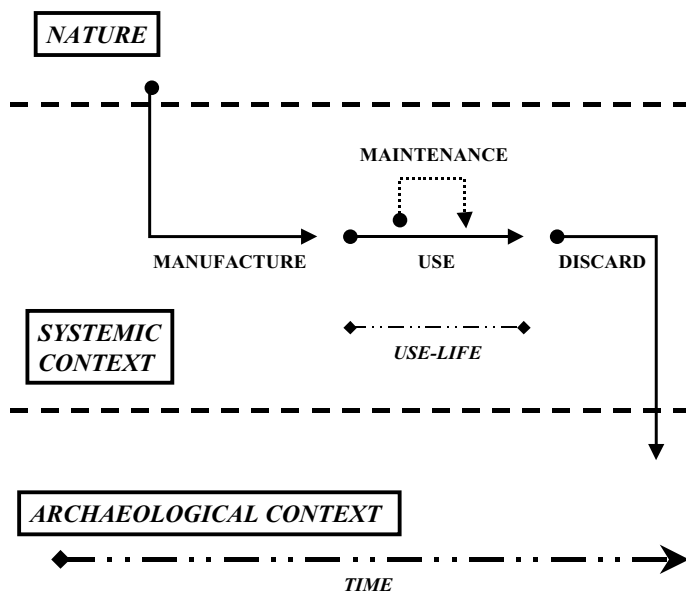 NATURE
MAINTENANCE
MANUFACTURE
USE
DISCARD
SYSTEMIC
CONTEXT
USE-LIFE
ARCHAEOLOGICAL CONTEXT
TIME